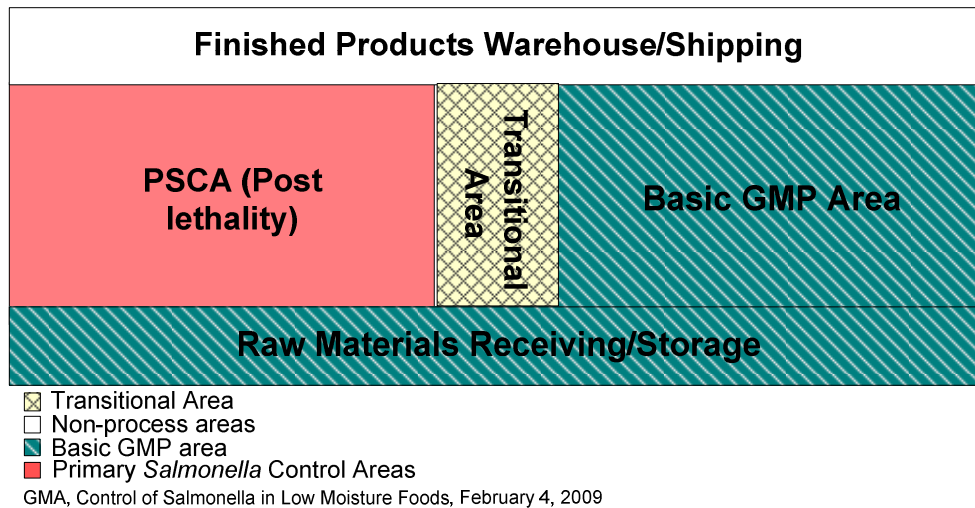 Finished Products Warehouse/Shipping
PSCA (Post
lethality)
Transitional
Area
Basic GMP Area
Raw Materials Receiving/Storage
Transitional Area
Non-process areas
Basic GMP area
Primary Salmonella Control Areas
GMA, Control of Salmonella in Low Moisture Foods, February 4, 2009